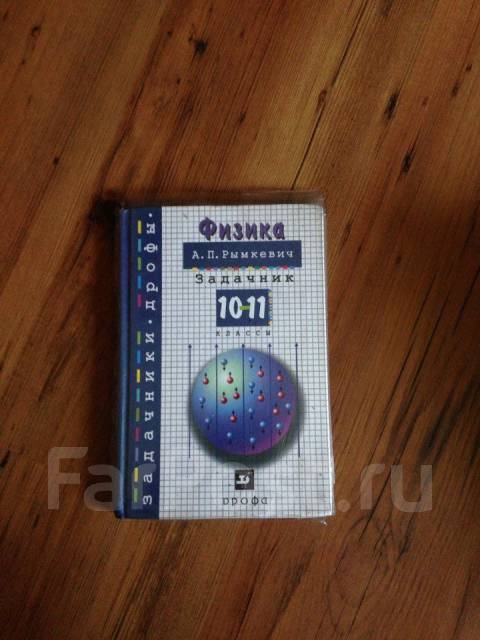 Физика
А.П.Рымкевич
Задачник
10-11
классы
дрофа
задачники·дрофы·